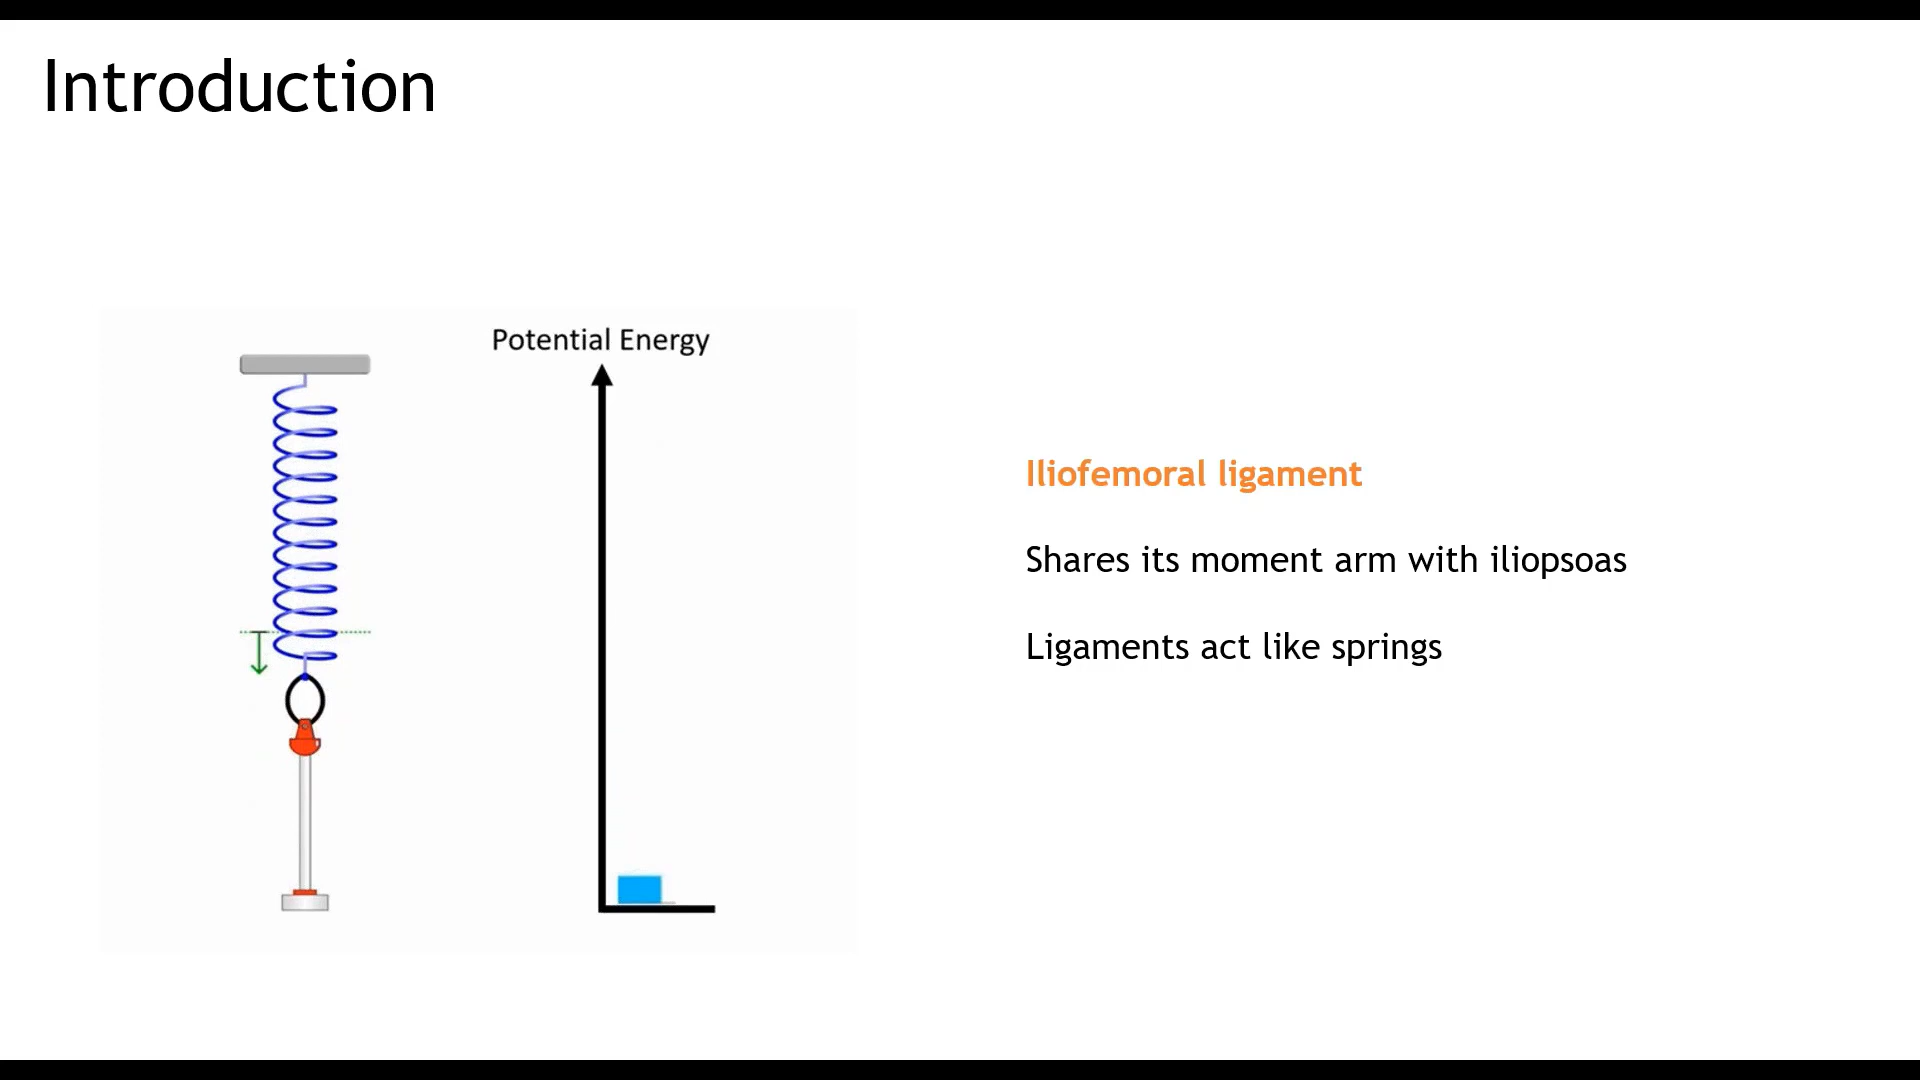 Introduction
Potential Energy
Iliofemoral ligament
Shares its moment arm with iliopsoas
Ligaments act like springs